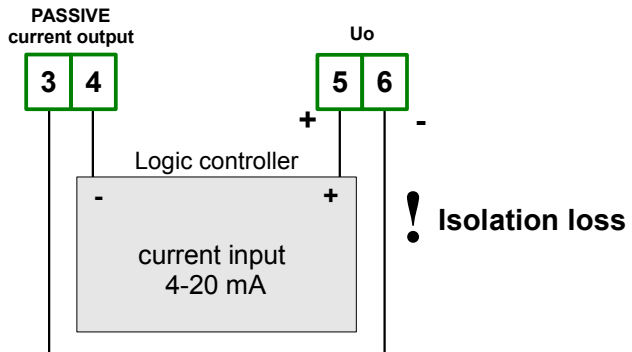 PASSIVE
current output
Uo
3 4
5 6
+ -
Logic controller
- +
! Isolation loss
current input
4-20 mA